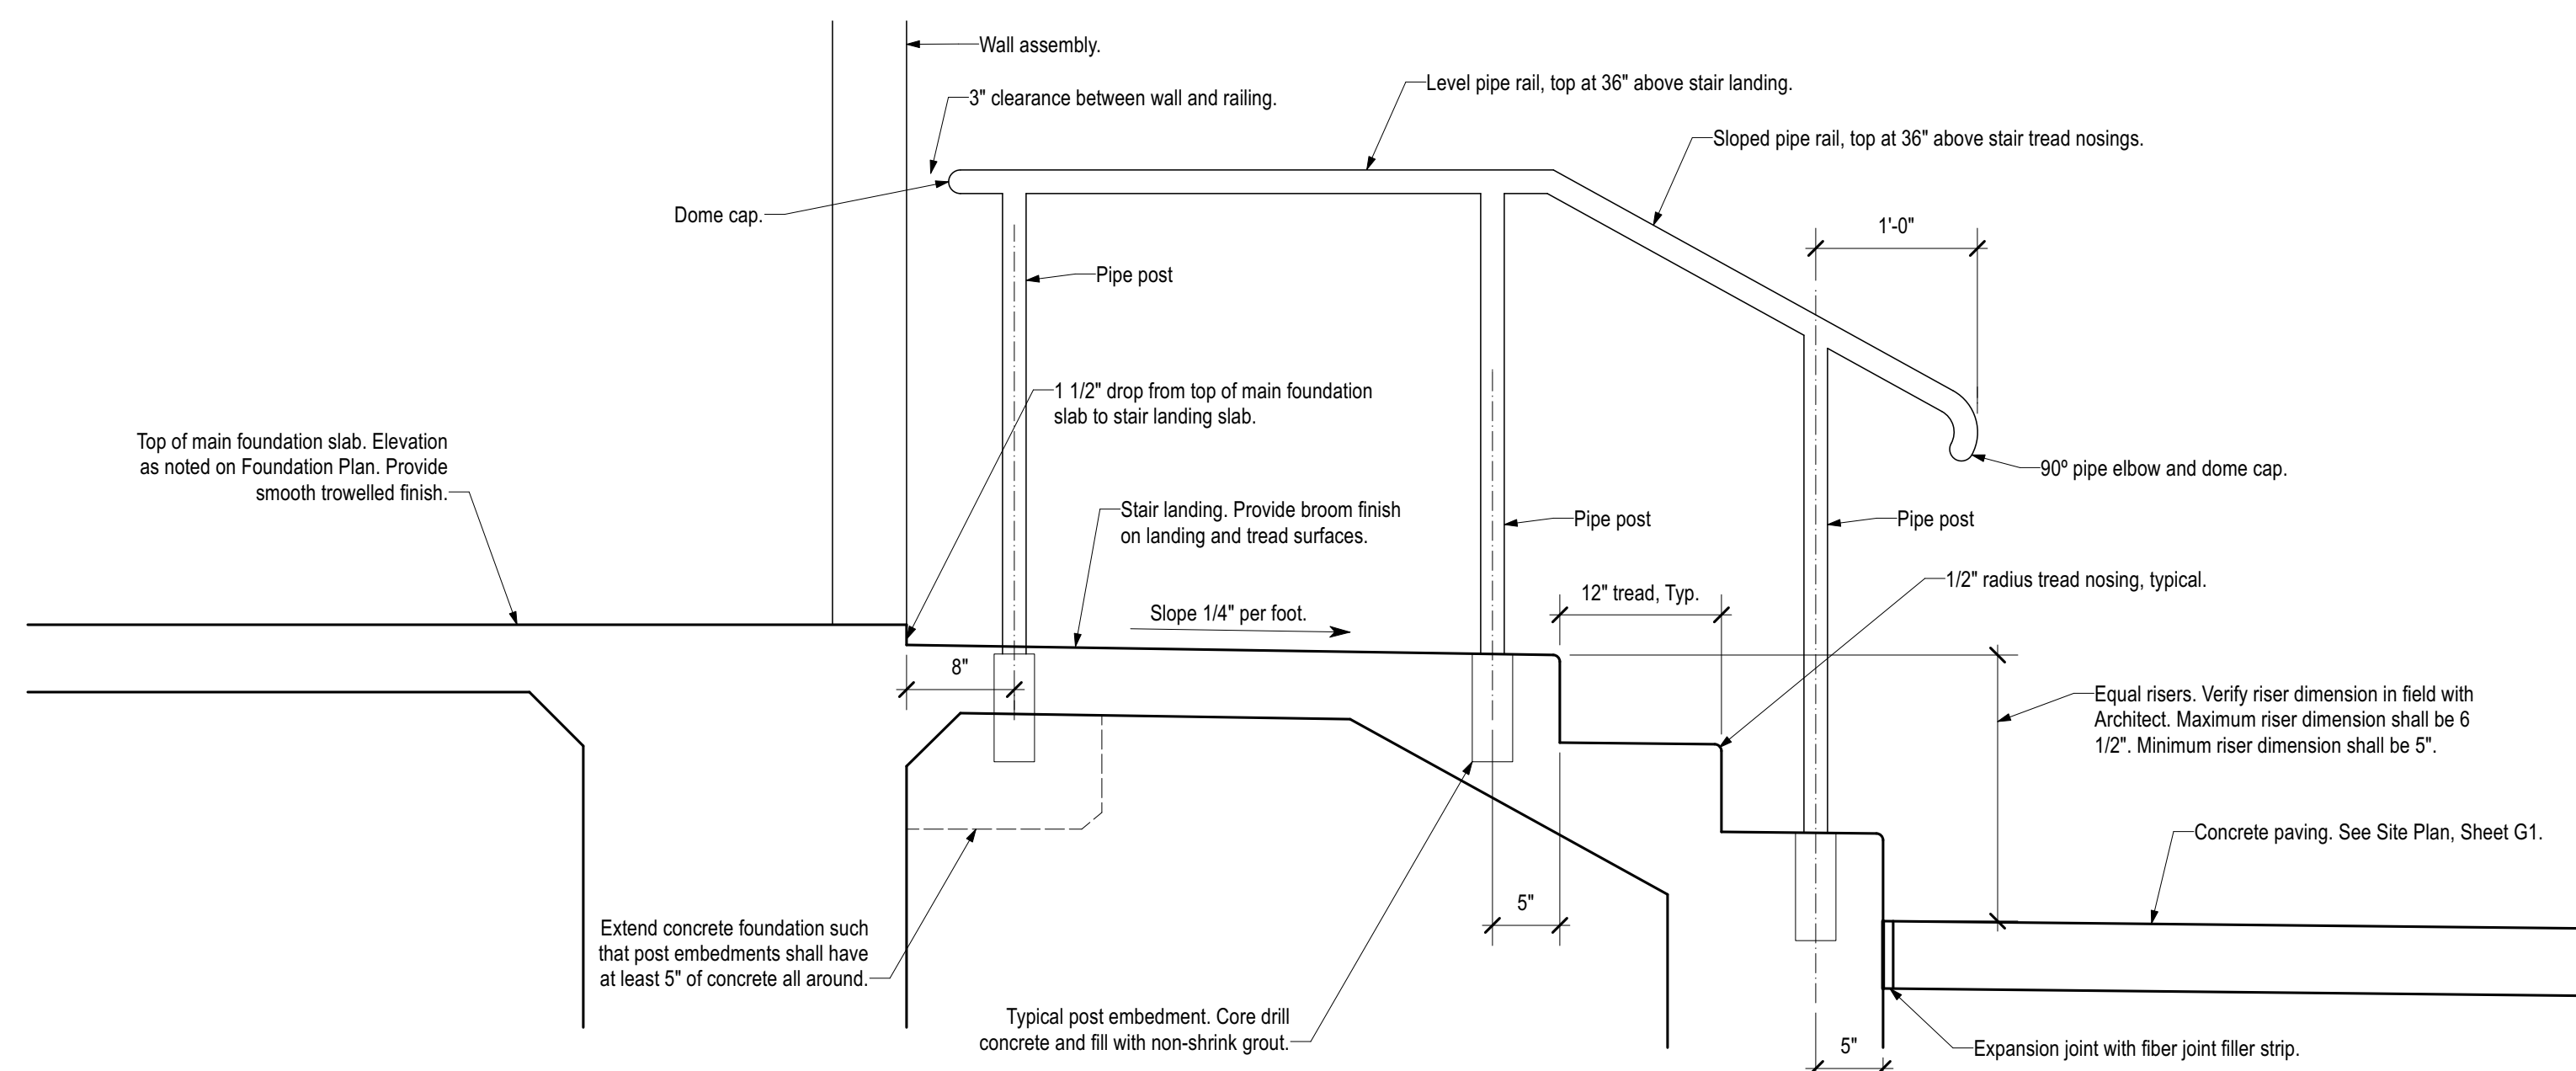 Wall assembly.
3" clearance between wall and railing.
Level pipe rail, top at 36" above stair landing.
Sloped pipe rail, top at 36" above stair tread nosings.
Dome cap.
1'-0"
Pipe post
1 1/2" drop from top of main foundation
slab to stair landing slab.
Top of main foundation slab. Elevation
as noted on Foundation Plan. Provide
smooth trowelled finish.
90º pipe elbow and dome cap.
Stair landing. Provide broom finish
on landing and tread surfaces.
Pipe post
Pipe post
1/2" radius tread nosing, typical.
12" tread, Typ.
Slope 1/4" per foot.
8"
Equal risers. Verify riser dimension in field with
Architect. Maximum riser dimension shall be 6
1/2". Minimum riser dimension shall be 5".
Concrete paving. See Site Plan, Sheet G1.
5"
Extend concrete foundation such
that post embedments shall have
at least 5" of concrete all around.
Typical post embedment. Core drill
concrete and fill with non-shrink grout.
5"
Expansion joint with fiber joint filler strip.